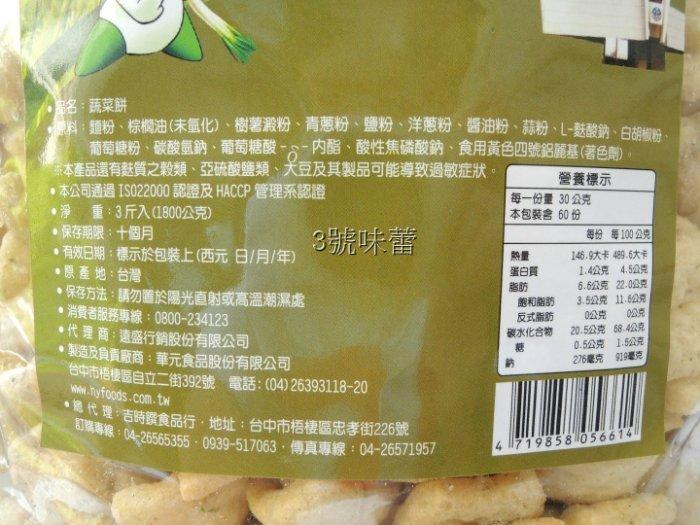 •品名：蔬菜餅
•原料：麵粉、棕櫚油(未氫化)、樹薯澱粉、青蔥粉、鹽粉、洋蔥粉、醬油粉、蒜粉、L-麩酸鈉、白胡椒粉、
葡萄糖粉、碳酸氫鈉、葡萄糖酸-δ-內酯、酸性焦磷酸鈉、食用黃色四號鋁麗基(著色劑)。
※本產品還有麩質之穀類、亞硫酸鹽類、大豆及其製品可能導致過敏症狀。
•本公司通過 ISO22000 認證及 HACCP 管理系認證
•淨 重：3斤入(1800公克)
•保存期限：十個月
•有效日期：標示於包裝上(西元 日/月/年)
•原產地：台灣
•保存方法：請勿置於陽光直射或高溫潮濕處
•消費者服務專線：0800-234123
•代理商：遠盛行銷股份有限公司
•製造及負責廠商：華元食品股份有限公司
台中市梧棲區自立二街392號 電話：(04)26393118-20
•www.hyfoods.com.tw
•總代理：吉時饌食品行‧地址：台中市梧棲區忠孝街226號
訂購專線：04-26565355‧0939-517063‧傳真專線：04-26571957
營養標示
每一份量 30公克
本包裝含 60份
每份 每100公克
熱量 146.9大卡 489.6大卡
蛋白質 1.4公克 4.5公克
脂肪 6.6公克 22.0公克
飽和脂肪 3.5公克 11.6公克
反式脂肪 0公克 0公克
碳水化合物 20.5公克 68.4公克
糖 0.5公克 1.5公克
鈉 276毫克 919毫克
4 719858 056614
3號味蕾